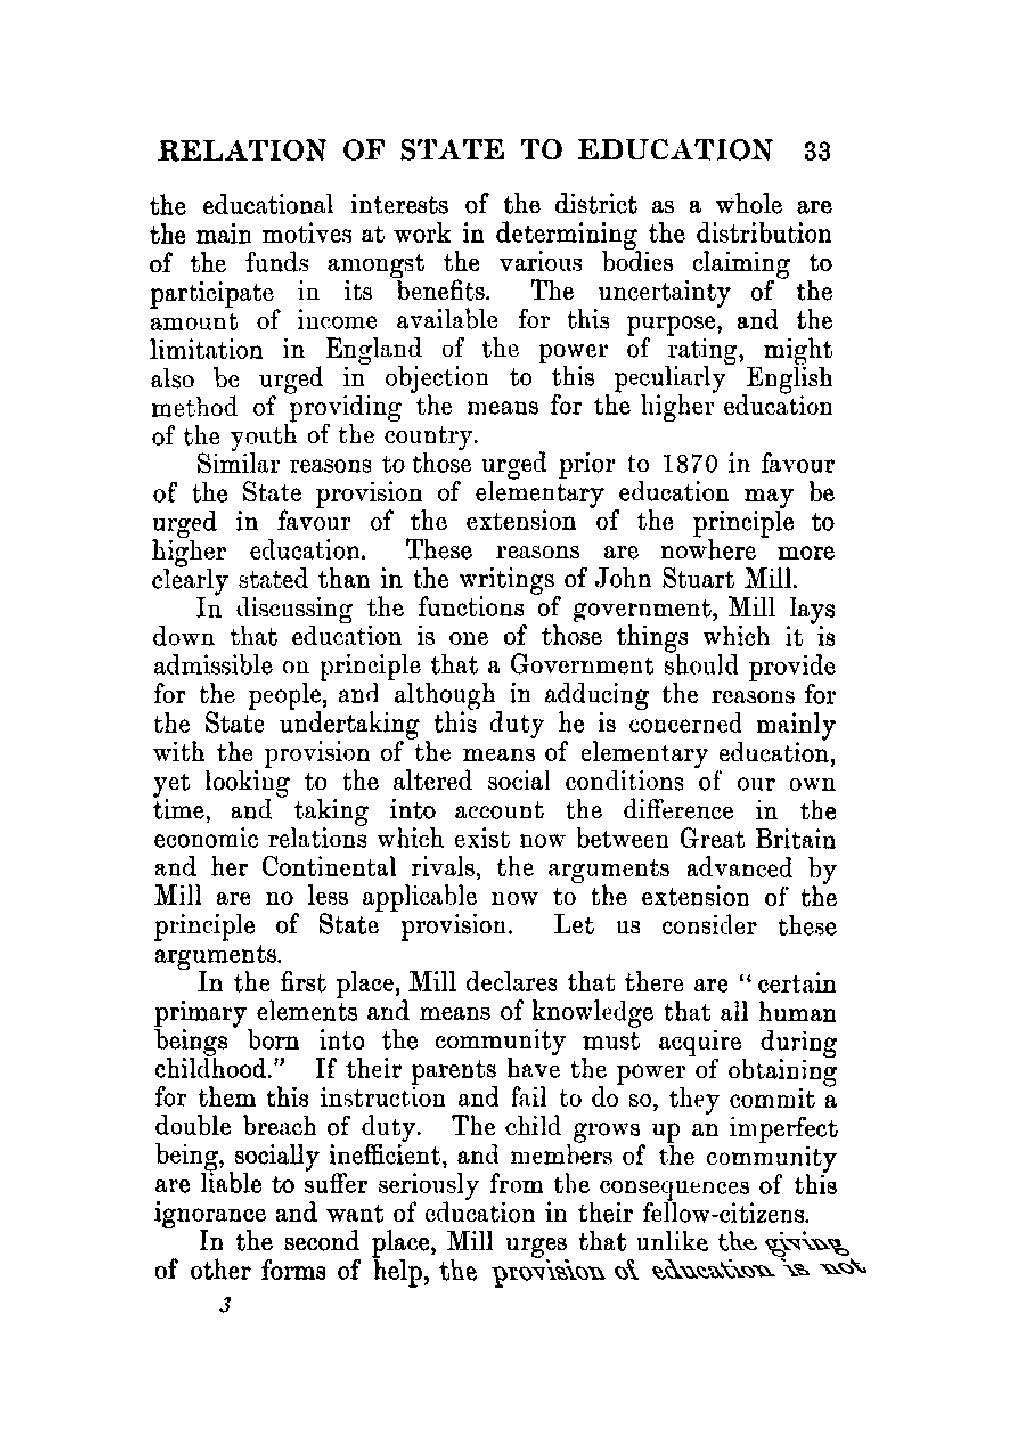 RELATION OF STATE TO EDUCATION 33
the educational interests of the district as a whole are
the main motives at work in determining the distribution
of the funds amongst the various bodies claiming to
participate in its benefits. The uncertainty of the
amount of income available for this purpose, and the
limitation in England of the power of rating, might
also be urged in objection to this peculiarly English
method of providing the means for the higher education
of the youth of the country.
Similar reasons to those urged prior to 1870 in favour
of the State provision of elementary education may be
urged in favour of the extension of the principle to
higher education. These reasons are nowhere more
clearly stated than in the writings of John Stuart Mill.
In discussing the functions of government, Mill lays
down that education is one of those things which it is
admissible on principle that a Government should provide
for the people, and although in adducing the reasons for
the State undertaking this duty he is concerned mainly
with the provision of the means of elementary education,
yet looking to the altered social conditions of our own
time, and taking into account the difference in the
economic relations which exist now between Great Britain
and her Continental rivals, the arguments advanced by
Mill are no less applicable now to the extension of the
principle of State provision. Let us consider these
arguments.
In the first place, Mill declares that there are "certain
primary elements and means of knowledge that all human
beings born into the community must acquire during
childhood." If their parents have the power of obtaining
for them this instruction and fail to do so, they commit a
double breach of duty. The child grows up an imperfect
being, socially inefficient, and members of the community
are liable to suffer seriously from the consequences of this
ignorance and want of education in their fellow-citizens.
In the second place, Mill urges that unlike the giving
of other forms of help, the provision of education is not
3